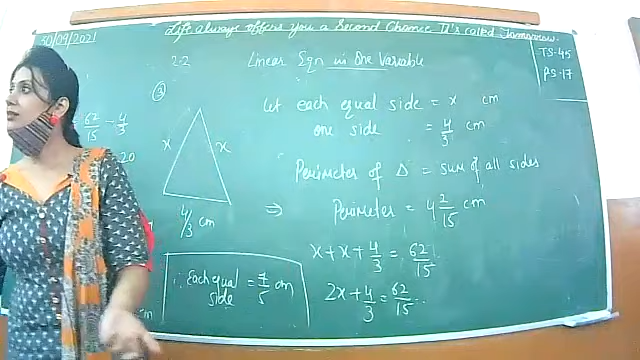 Life always offers you a Second Chance It's called Tomorrow.
30/09/2021
2.2 Linear Eqn in One Variable
TS-45
PS-17
③
Let each equal side = x cm
one side = 4/3 cm
x x
4/3 cm
Perimeter of Δ = sum of all sides
⇒ Perimeter = 4 2/15 cm
x + x + 4/3 = 62/15
2x + 4/3 = 62/15
∴ Each equal side = 7/5 cm
= 62/15 - 4/3
20